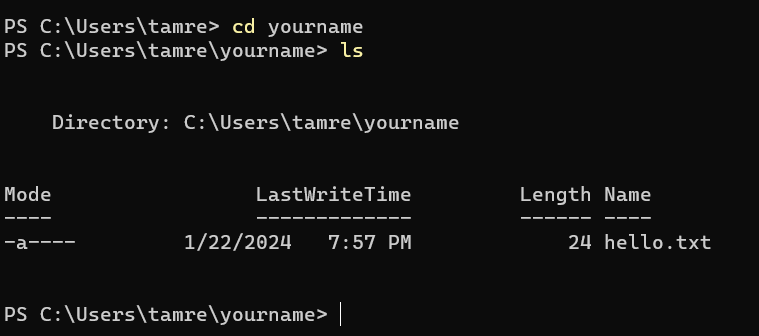 PS C:\Users\tamre> cd yourname
PS C:\Users\tamre\yourname> ls
Directory: C:\Users\tamre\yourname
Mode                 LastWriteTime         Length Name
----                 -------------         ------ ----
-a----         1/22/2024   7:57 PM             24 hello.txt
PS C:\Users\tamre\yourname>